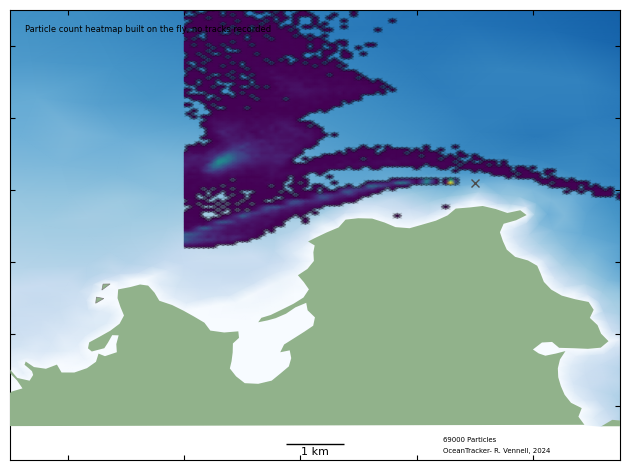 Particle count heatmap built on the fly, no tracks recorded
69000 Particles
1 km
OceanTracker- R. Vennell, 2024